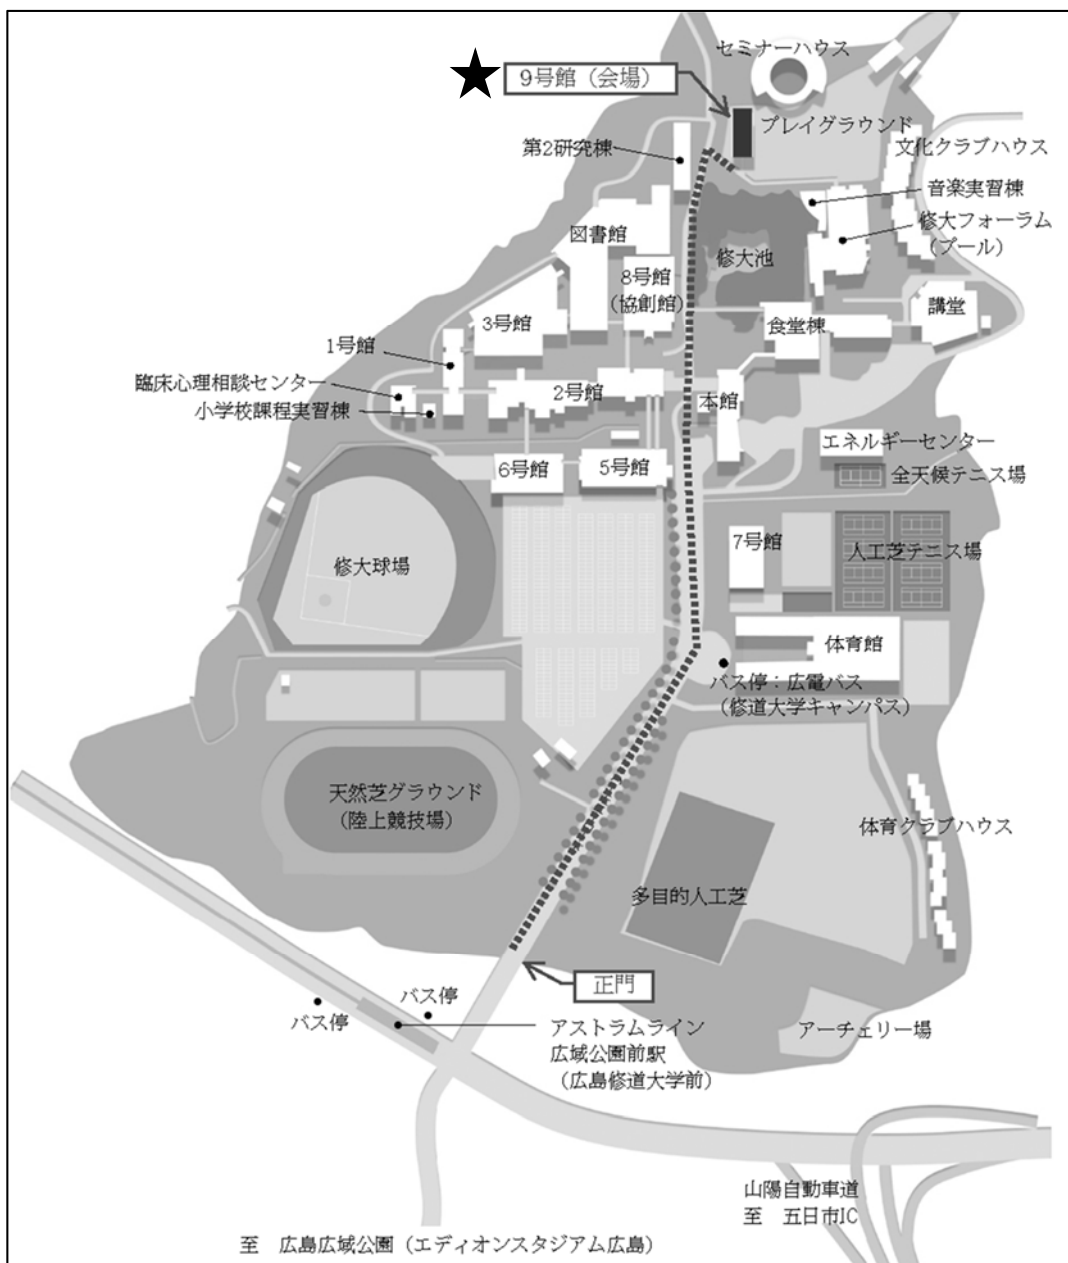 セミナーハウス
★ 9号館（会場）
プレイグラウンド
文化クラブハウス
第2研究棟
音楽実習棟
修大フォーラム
（プール）
図書館
修大池
8号館
（協創館）
講堂
3号館
食堂棟
1号館
臨床心理相談センター
2号館
本館
小学校課程実習棟
エネルギーセンター
6号館
5号館
全天候テニス場
7号館
人工芝テニス場
修大球場
体育館
バス停：広電バス
（修道大学キャンパス）
天然芝グラウンド
（陸上競技場）
体育クラブハウス
多目的人工芝
正門
バス停
バス停
アストラムライン
広域公園前駅
（広島修道大学前）
アーチェリー場
山陽自動車道
至　五日市IC
至　広島広域公園（エディオンスタジアム広島）